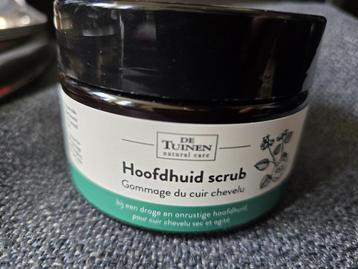 DE
TUINEN
natural care
Hoofdhuid scrub
Gommage du cuir chevelu
bij een droge en onrustige hoofdhuid
pour cuir chevelu sec et agité